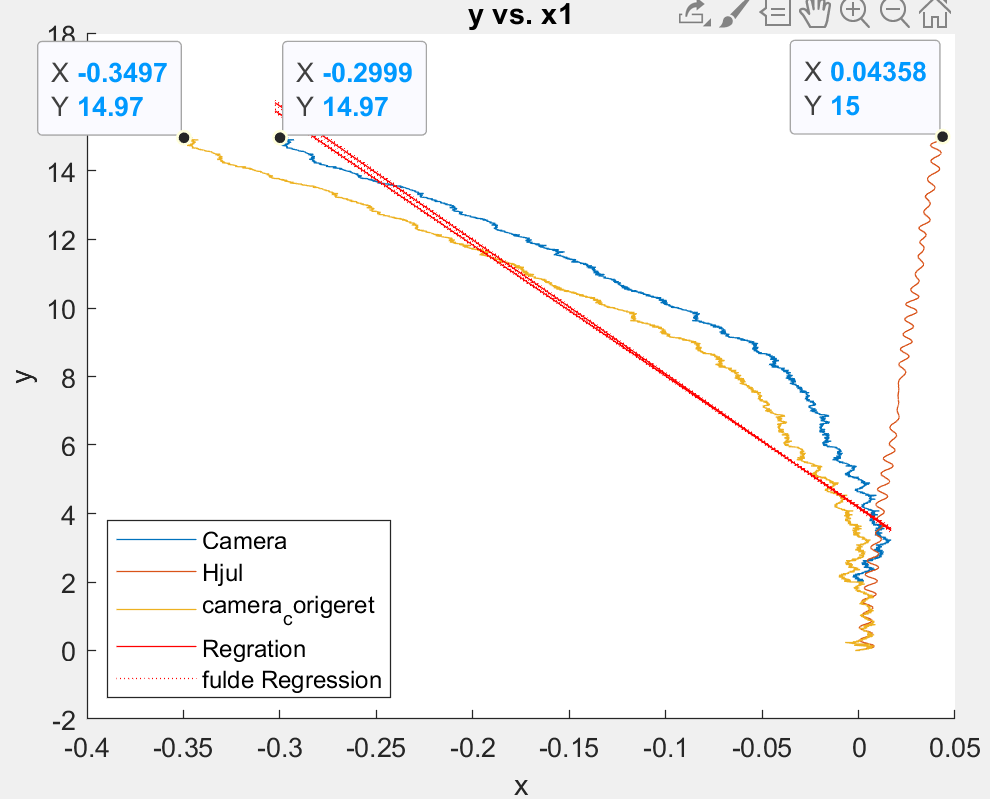 y vs. x1
X -0.3497
Y 14.97
X -0.2999
Y 14.97
X 0.04358
Y 15
18
14
12
10
8
6
4
2
0
-2
y
Camera
Hjul
camera_corigeret
Regration
fulde Regression
-0.4 -0.35 -0.3 -0.25 -0.2 -0.15 -0.1 -0.05 0 0.05
x